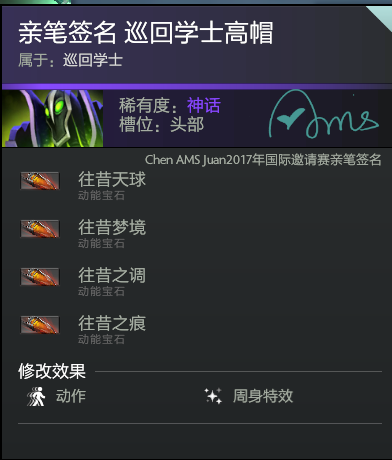 亲笔签名 巡回学士高帽
属于：巡回学士
稀有度：神话
槽位：头部
Ams
Chen AMS Juan2017年国际邀请赛亲笔签名
往昔天球
动能宝石
往昔梦境
动能宝石
往昔之调
动能宝石
往昔之痕
动能宝石
修改效果
动作 周身特效